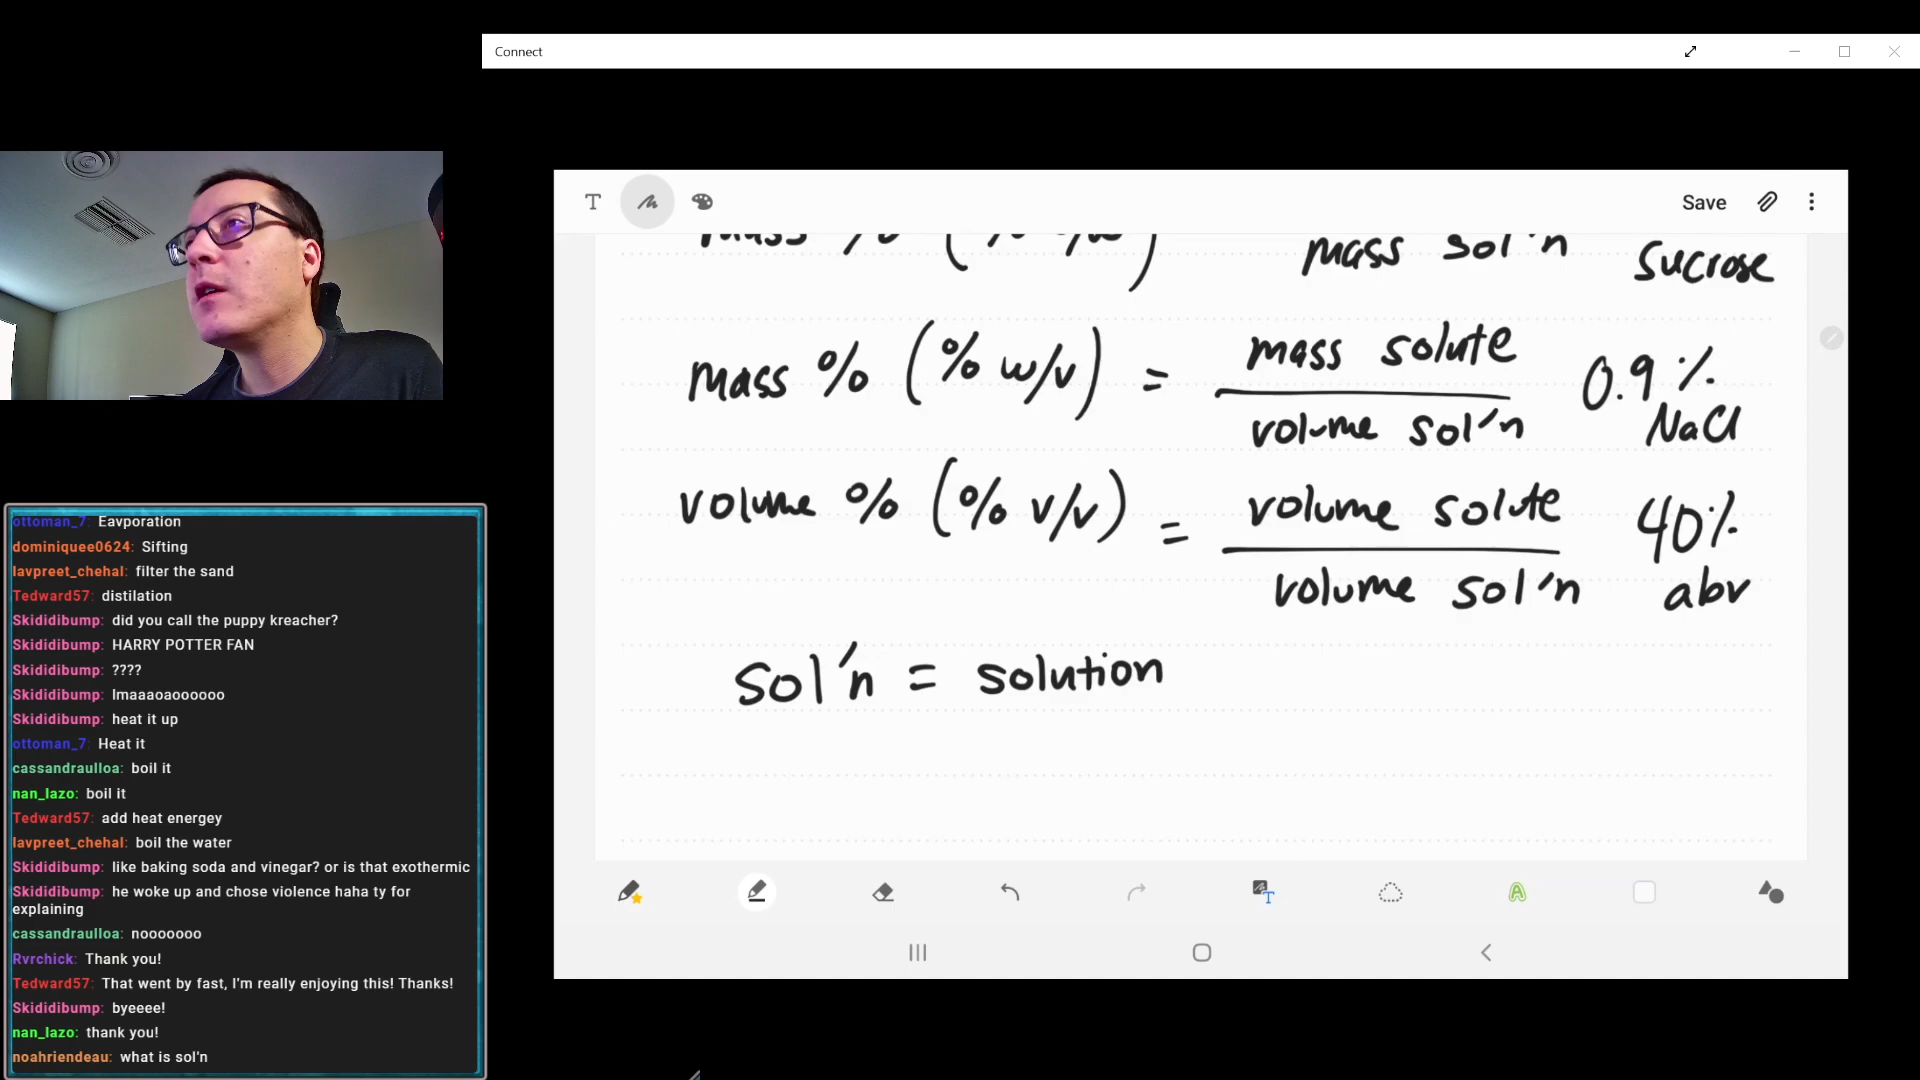 Connect
Save
mass % (% w/w) mass sol'n sucrose
mass % (% w/v) = mass solute 0.9%
volume sol'n NaCl
volume % (% v/v) = volume solute 40%
volume sol'n abv
sol'n = solution
ottoman_7: Eavporation
dominiquee0624: Sifting
lavpreet_chehal: filter the sand
Tedward57: distilation
Skididibump: did you call the puppy kreacher?
Skididibump: HARRY POTTER FAN
Skididibump: ????
Skididibump: lmaaaoaoooooo
Skididibump: heat it up
ottoman_7: Heat it
cassandraulloa: boil it
nan_lazo: boil it
Tedward57: add heat energey
lavpreet_chehal: boil the water
Skididibump: like baking soda and vinegar? or is that exothermic
Skididibump: he woke up and chose violence haha ty for
explaining
cassandraulloa: nooooooo
Rvrchick: Thank you!
Tedward57: That went by fast, I'm really enjoying this! Thanks!
Skididibump: byeeee!
nan_lazo: thank you!
noahriendeau: what is sol'n